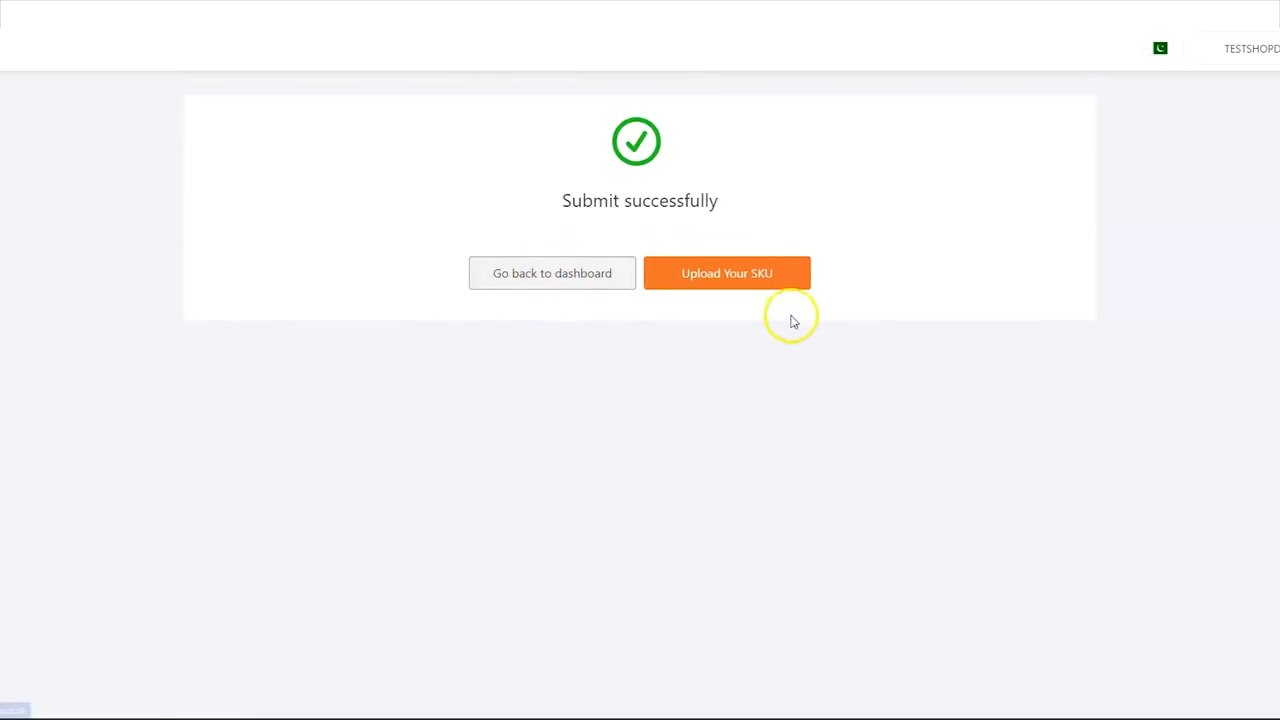 TESTSHOPD
Submit successfully
Go back to dashboard
Upload Your SKU